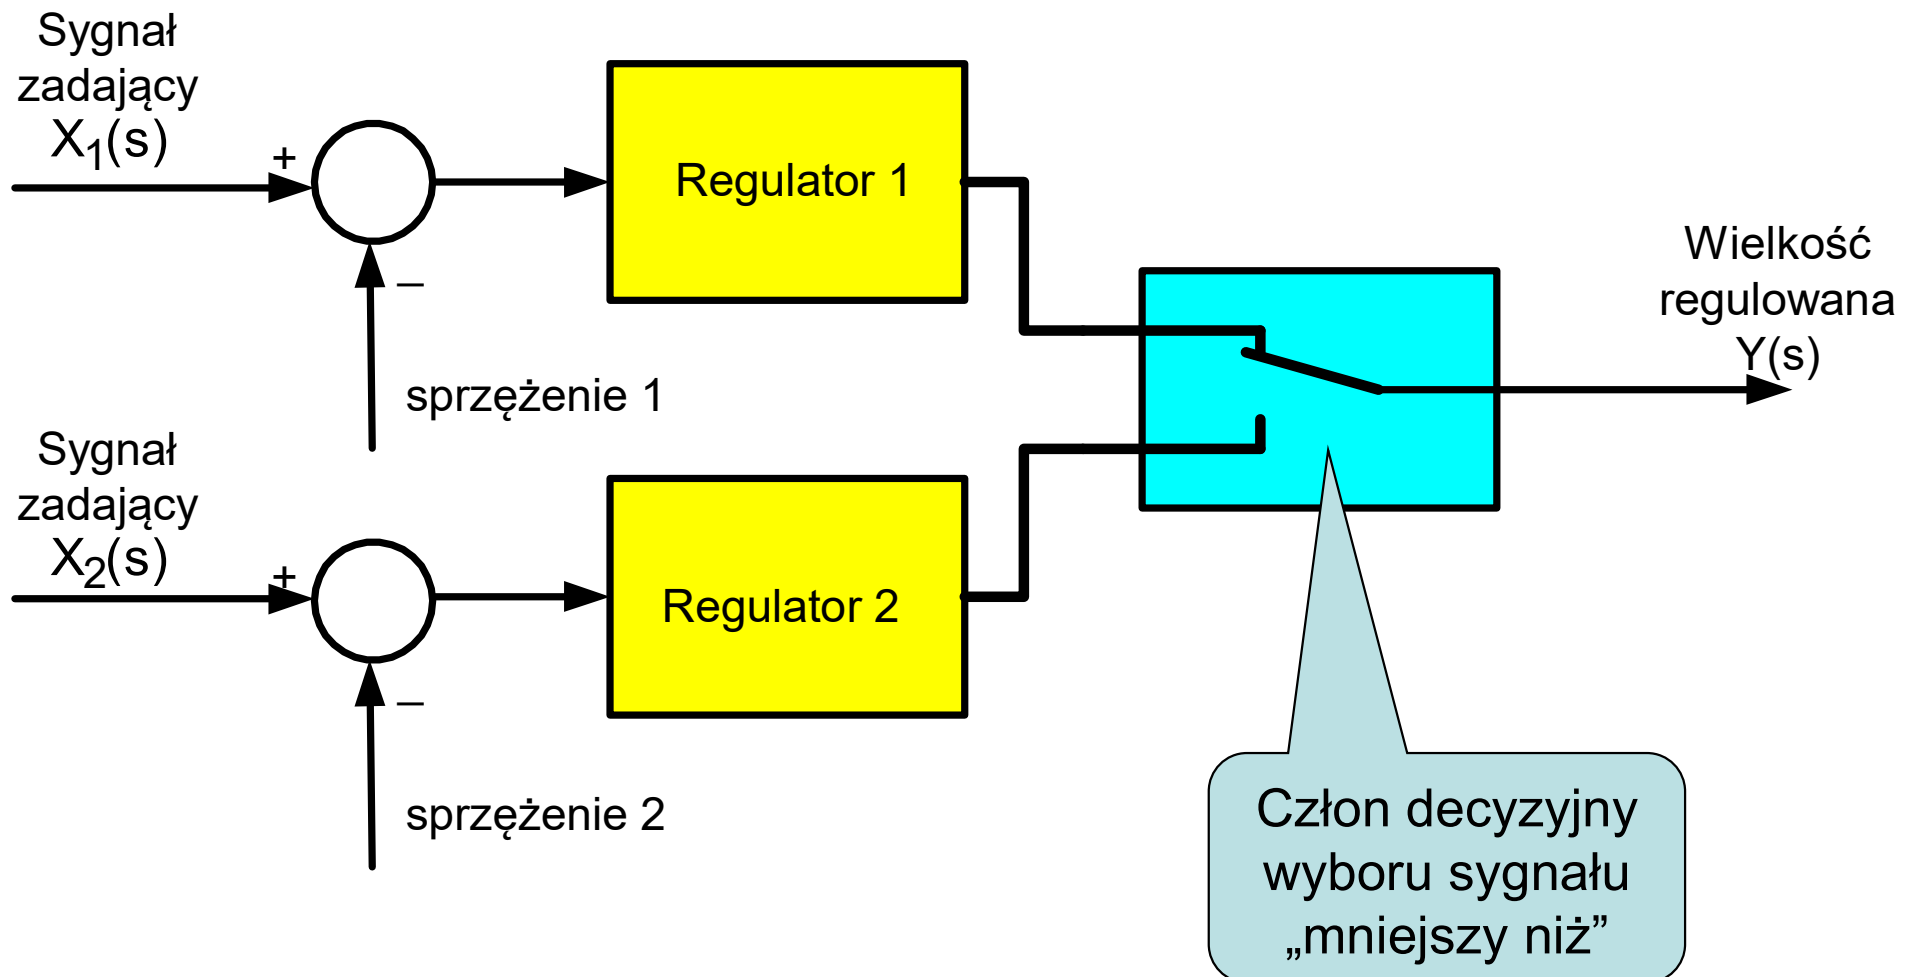 Sygnał
zadający
X₁(s)
+
–
sprzężenie 1
Regulator 1
Sygnał
zadający
X₂(s)
+
–
sprzężenie 2
Regulator 2
Wielkość
regulowana
Y(s)
Człon decyzyjny
wyboru sygnału
„mniejszy niż”